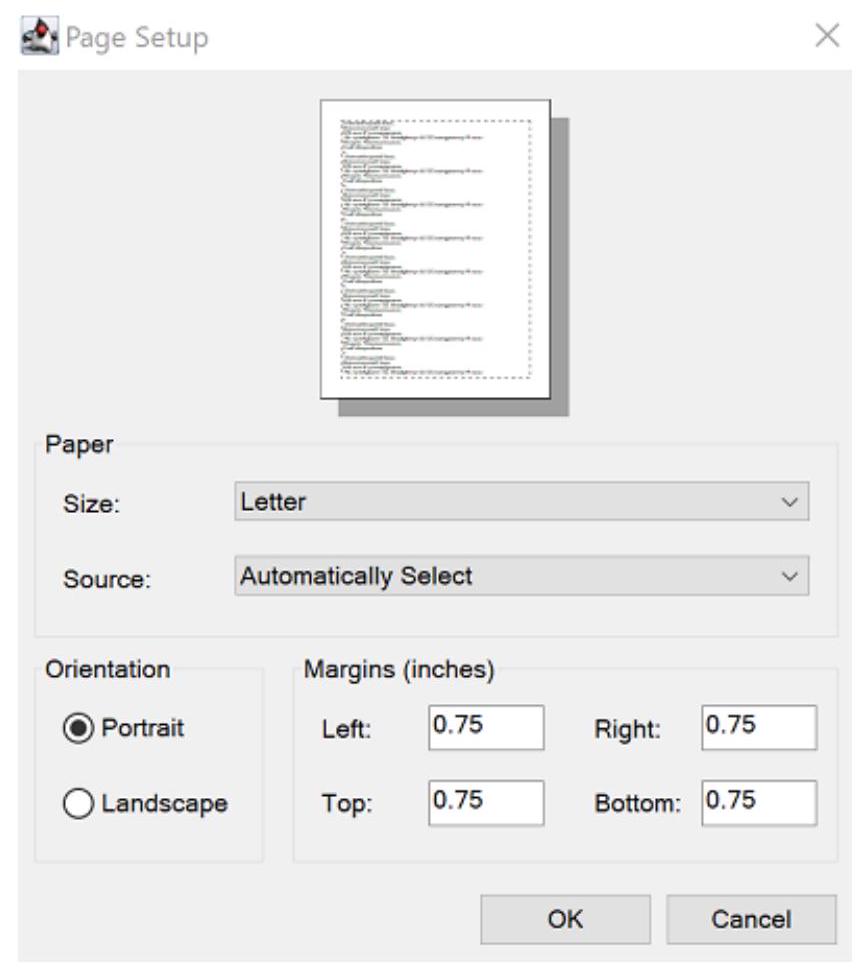 Page Setup
Paper
Size: Letter
Source: Automatically Select
Orientation
Portrait
Landscape
Margins (inches)
Left: 0.75 Right: 0.75
Top: 0.75 Bottom: 0.75
OK Cancel